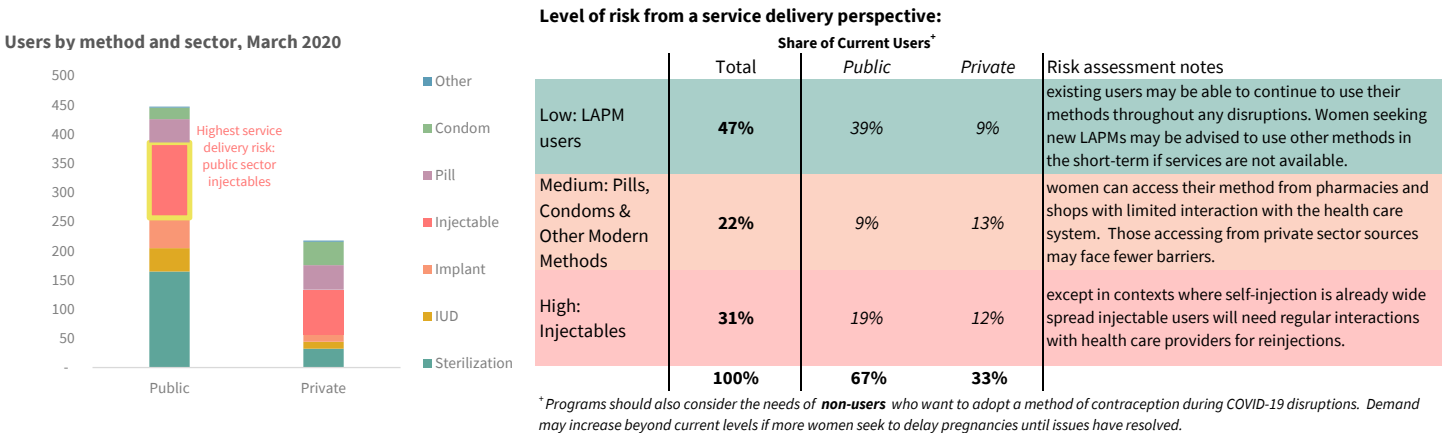 Level of risk from a service delivery perspective:
Users by method and sector, March 2020
500
450
400
350
300
250
200
150
100
50
-
Public
Private
Highest service
delivery risk:
public sector
injectables
Other
Condom
Pill
Injectable
Implant
IUD
Sterilization
Share of Current Users+
Total Public Private Risk assessment notes
Low: LAPM
users
47% 39% 9%
existing users may be able to continue to use their
methods throughout any disruptions. Women seeking
new LAPMs may be advised to use other methods in
the short-term if services are not available.
Medium: Pills,
Condoms &
Other Modern
Methods
22% 9% 13%
women can access their method from pharmacies and
shops with limited interaction with the health care
system. Those accessing from private sector sources
may face fewer barriers.
High:
Injectables
31% 19% 12%
except in contexts where self-injection is already wide
spread injectable users will need regular interactions
with health care providers for reinjections.
100% 67% 33%
+Programs should also consider the needs of non-users who want to adopt a method of contraception during COVID-19 disruptions. Demand
may increase beyond current levels if more women seek to delay pregnancies until issues have resolved.